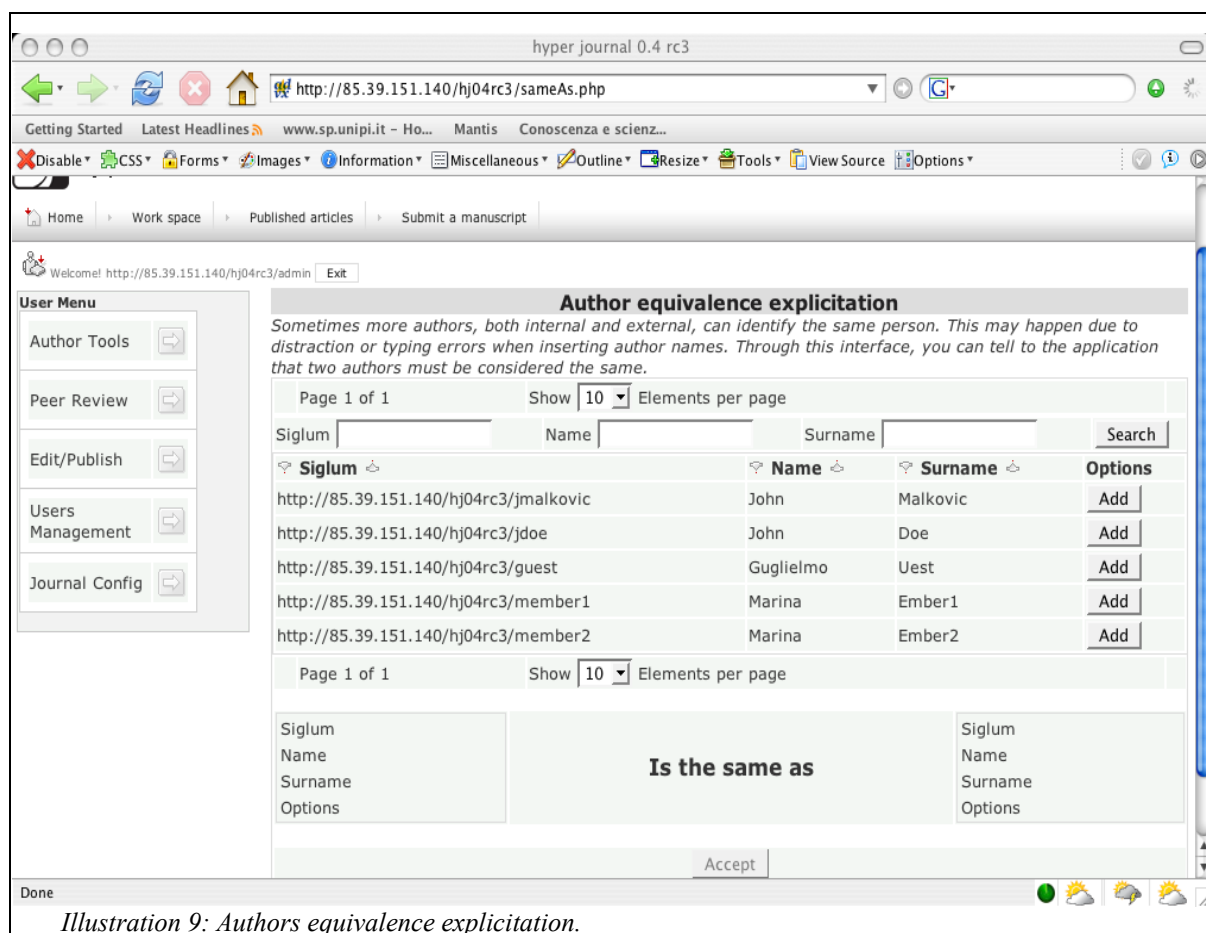 hyper journal 0.4 rc3
http://85.39.151.140/hj04rc3/sameAs.php
G
Getting Started Latest Headlines www.sp.unipi.it – Ho... Mantis Conoscenza e scienz...
Disable CSS Forms Images Information Miscellaneous Outline Resize Tools View Source Options
Home Work space Published articles Submit a manuscript
Welcome! http://85.39.151.140/hj04rc3/admin Exit
User Menu
Author Tools
Peer Review
Edit/Publish
Users
Management
Journal Config
Author equivalence explicitation
Sometimes more authors, both internal and external, can identify the same person. This may happen due to
distraction or typing errors when inserting author names. Through this interface, you can tell to the application
that two authors must be considered the same.
Page 1 of 1 Show 10 Elements per page
Siglum Name Surname Search
Siglum Name Surname Options
http://85.39.151.140/hj04rc3/jmalkovic John Malkovic Add
http://85.39.151.140/hj04rc3/jdoe John Doe Add
http://85.39.151.140/hj04rc3/guest Guglielmo Uest Add
http://85.39.151.140/hj04rc3/member1 Marina Ember1 Add
http://85.39.151.140/hj04rc3/member2 Marina Ember2 Add
Page 1 of 1 Show 10 Elements per page
Siglum
Name
Surname
Options
Is the same as
Siglum
Name
Surname
Options
Accept
Done
Illustration 9: Authors equivalence explicitation.